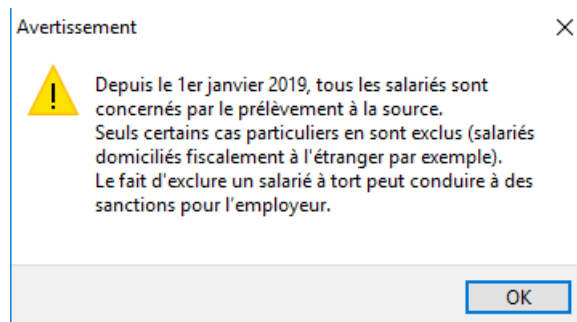 Avertissement
Depuis le 1er janvier 2019, tous les salariés sont
concernés par le prélèvement à la source.
Seuls certains cas particuliers en sont exclus (salariés
domiciliés fiscalement à l'étranger par exemple).
Le fait d'exclure un salarié à tort peut conduire à des
sanctions pour l'employeur.
OK